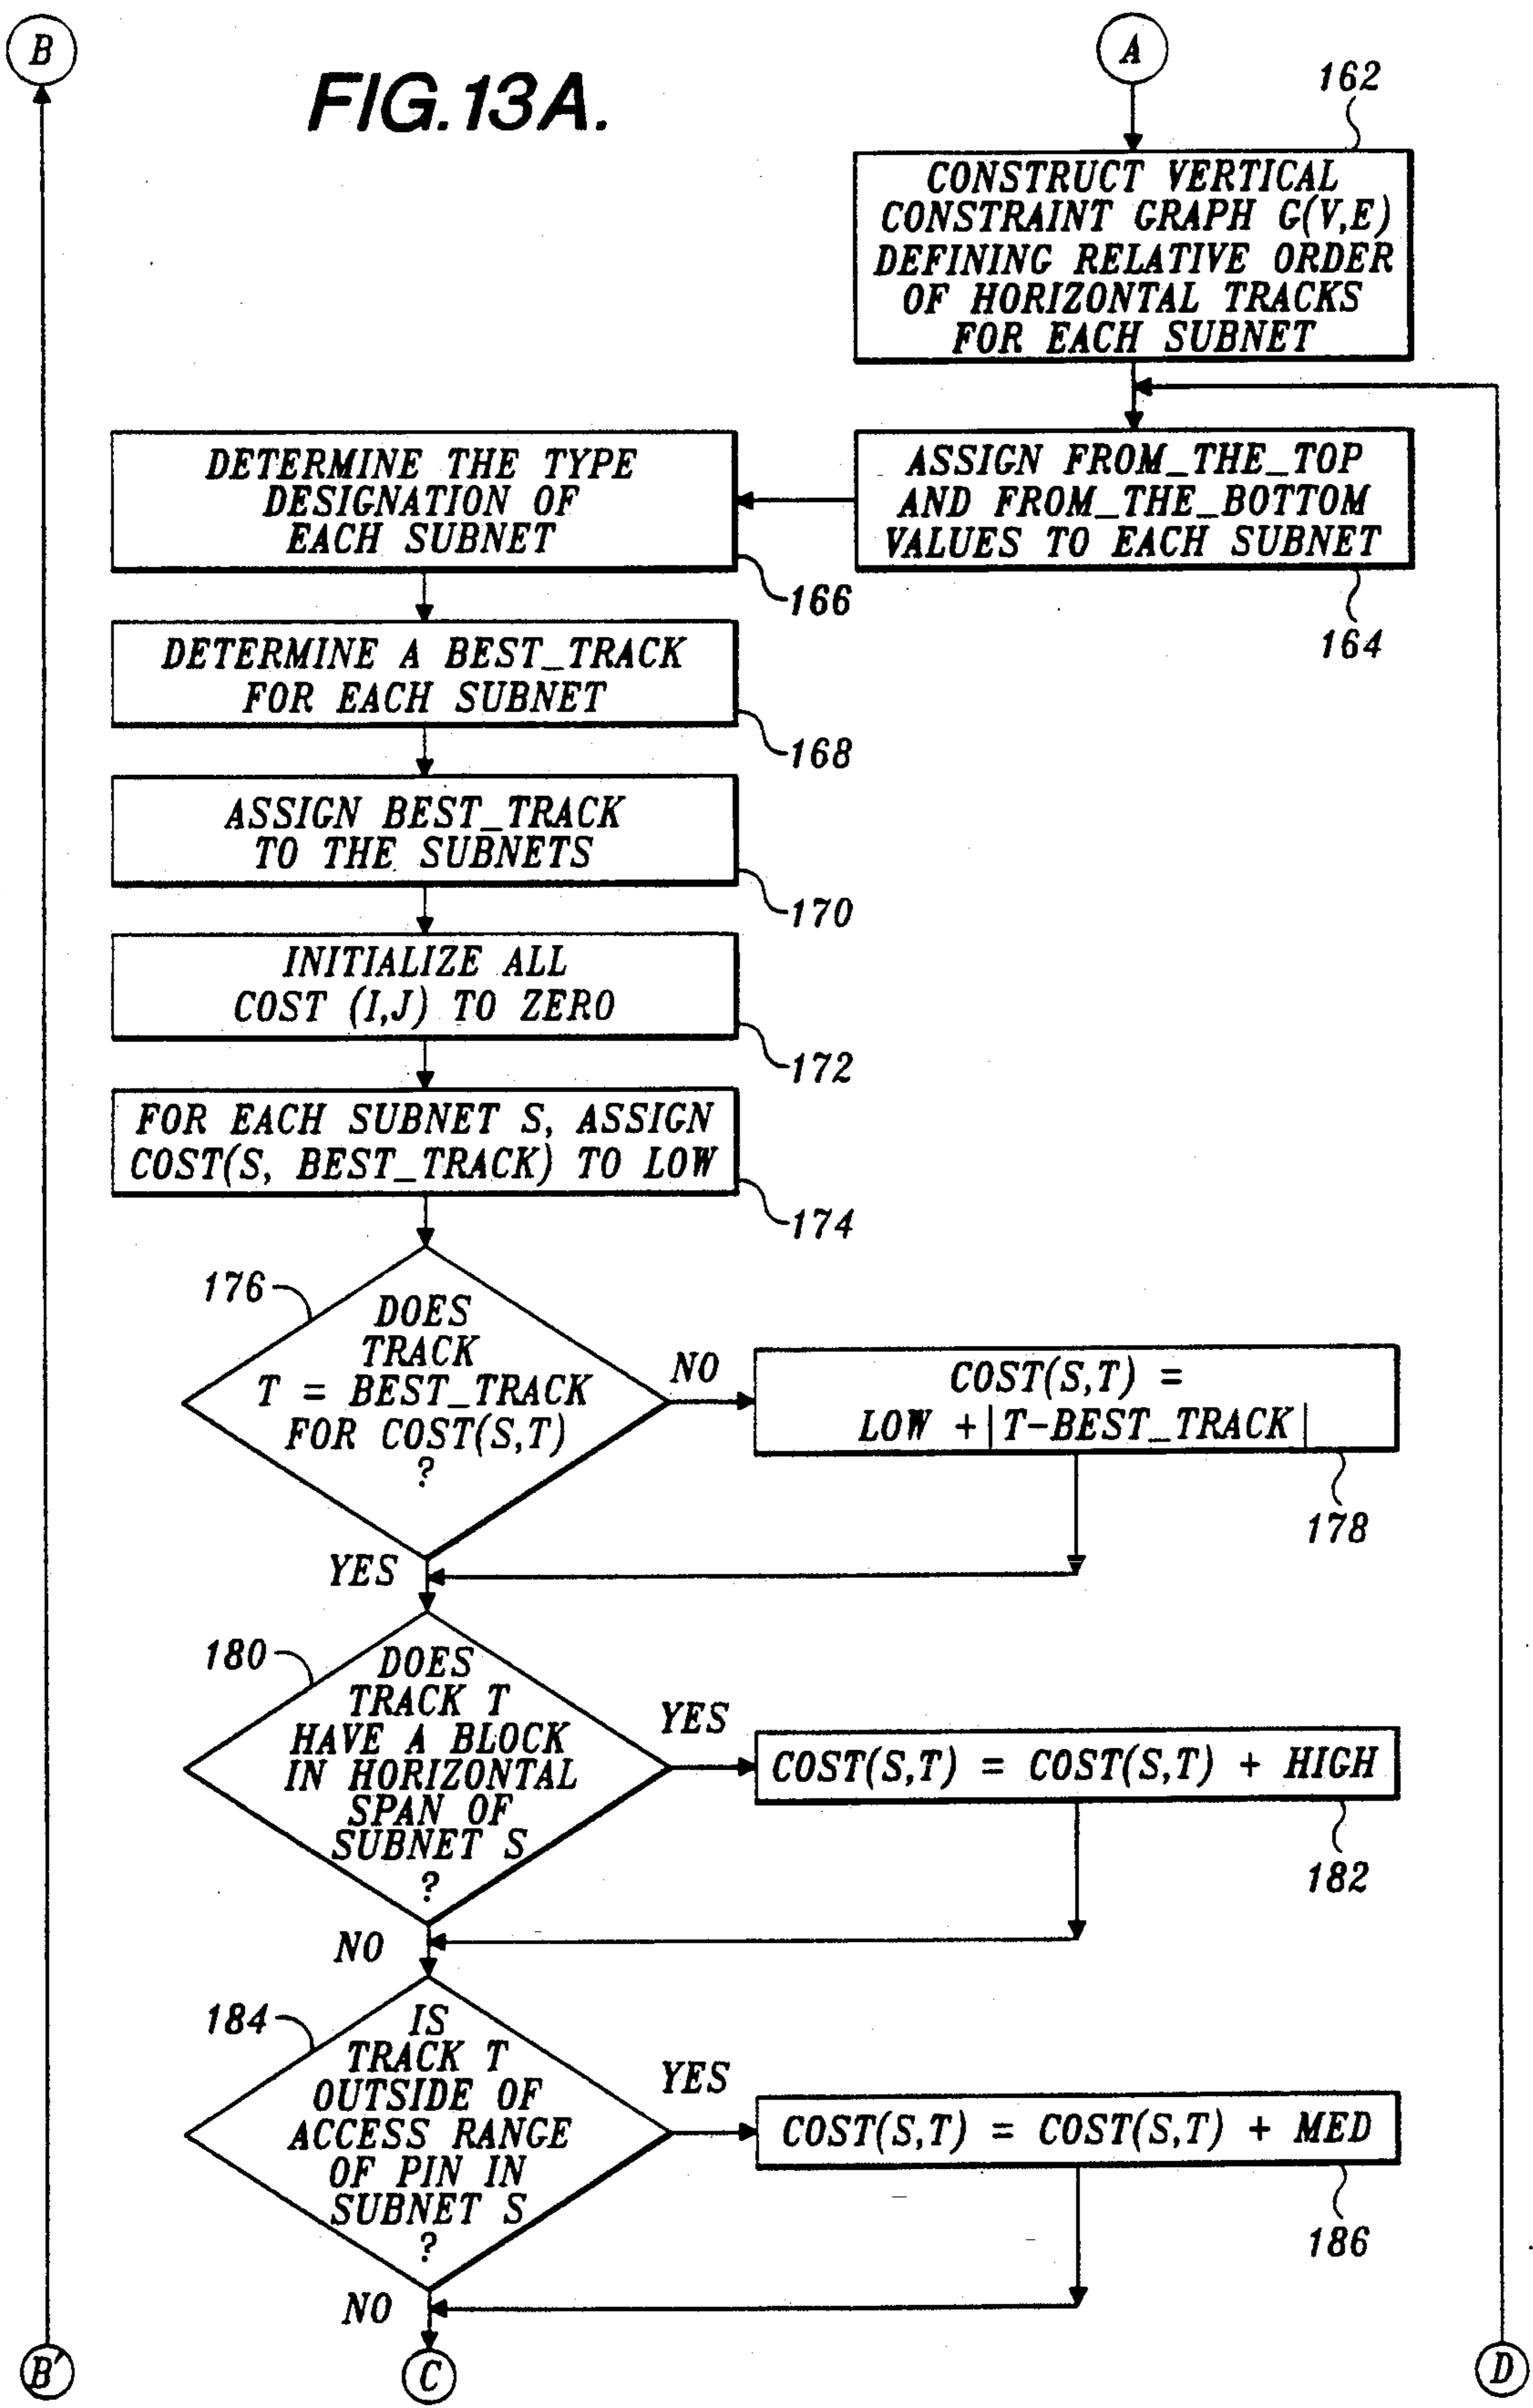 B
FIG.13A.
A
162
CONSTRUCT VERTICAL
CONSTRAINT GRAPH G(V,E)
DEFINING RELATIVE ORDER
OF HORIZONTAL TRACKS
FOR EACH SUBNET
ASSIGN FROM_THE_TOP
AND FROM_THE_BOTTOM
VALUES TO EACH SUBNET
164
DETERMINE THE TYPE
DESIGNATION OF
EACH SUBNET
166
DETERMINE A BEST_TRACK
FOR EACH SUBNET
168
ASSIGN BEST_TRACK
TO THE SUBNETS
170
INITIALIZE ALL
COST (I,J) TO ZERO
172
FOR EACH SUBNET S, ASSIGN
COST(S, BEST_TRACK) TO LOW
174
176
DOES
TRACK
T = BEST_TRACK
FOR COST(S,T)
?
NO
COST(S,T) =
LOW +|T-BEST_TRACK|
178
YES
180
DOES
TRACK T
HAVE A BLOCK
IN HORIZONTAL
SPAN OF
SUBNET S
?
YES
COST(S,T) = COST(S,T) + HIGH
182
NO
184
IS
TRACK T
OUTSIDE OF
ACCESS RANGE
OF PIN IN
SUBNET S
?
YES
COST(S,T) = COST(S,T) + MED
186
NO
B'
C
D